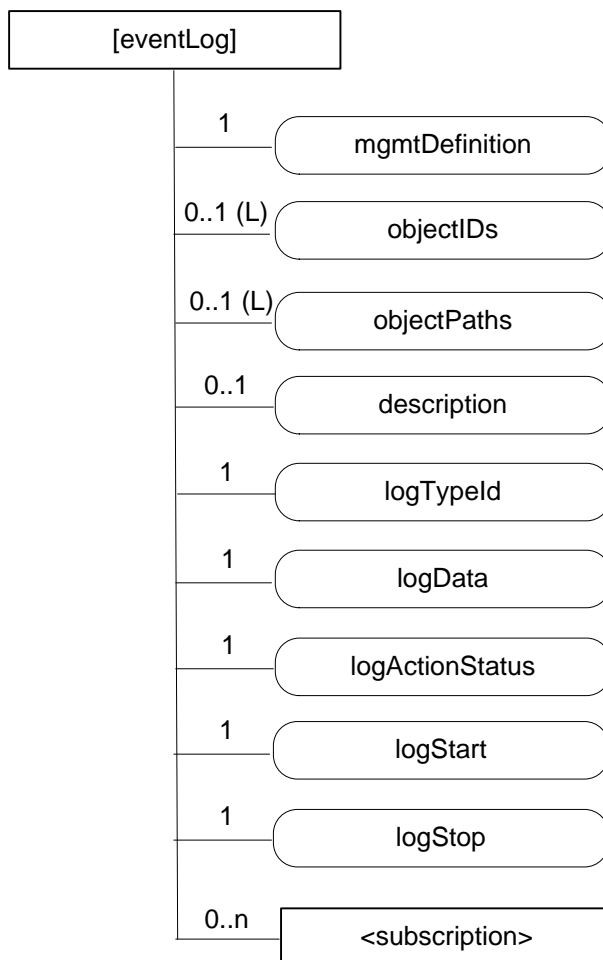 [eventLog]
1
mgmtDefinition
0..1 (L)
objectIDs
0..1 (L)
objectPaths
0..1
description
1
logTypeId
1
logData
1
logActionStatus
1
logStart
1
logStop
0..n
<subscription>